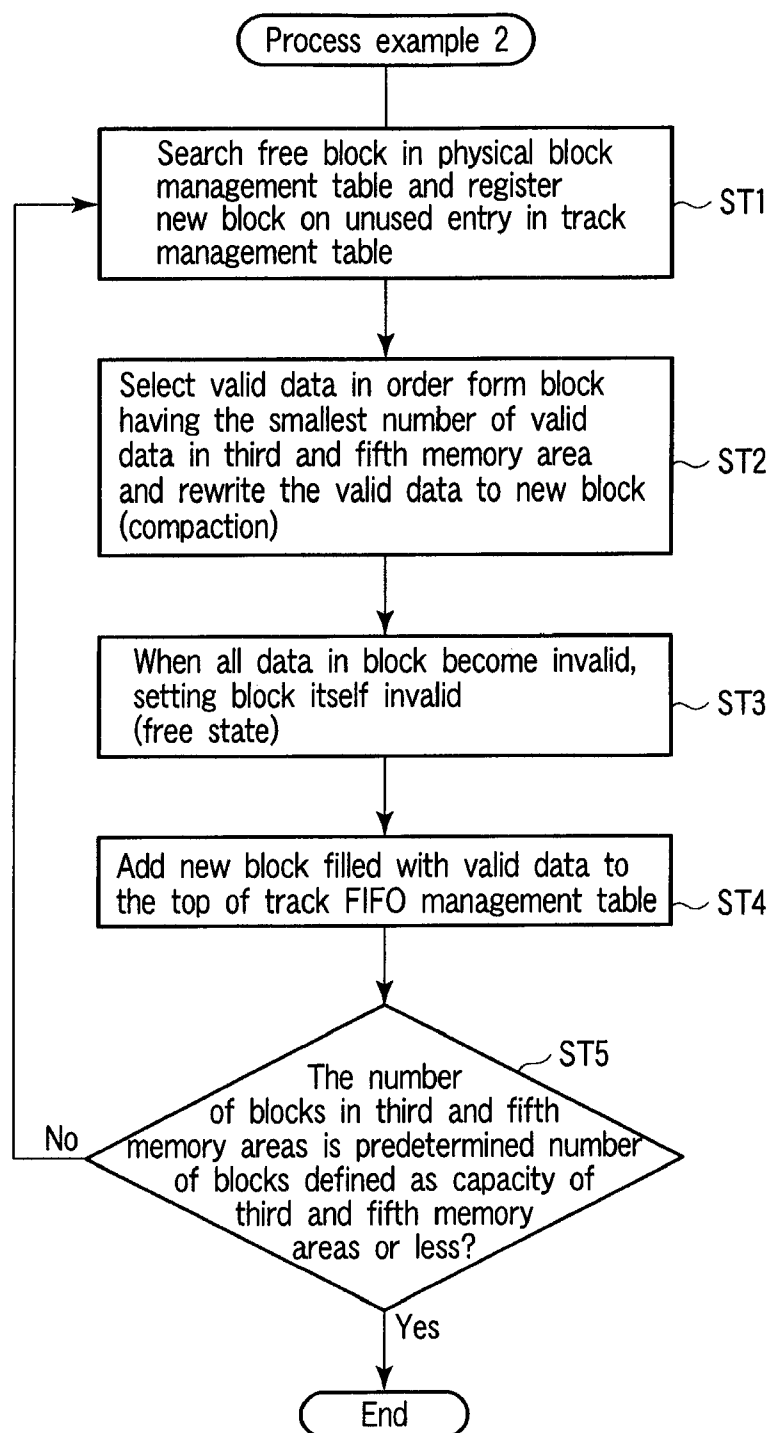 Process example 2
Search free block in physical block
management table and register
new block on unused entry in track
management table
ST1
Select valid data in order form block
having the smallest number of valid
data in third and fifth memory area
and rewrite the valid data to new block
(compaction)
ST2
When all data in block become invalid,
setting block itself invalid
(free state)
ST3
Add new block filled with valid data to
the top of track FIFO management table
ST4
ST5
The number
of blocks in third and fifth
memory areas is predetermined number
of blocks defined as capacity of
third and fifth memory
areas or less?
No
Yes
End